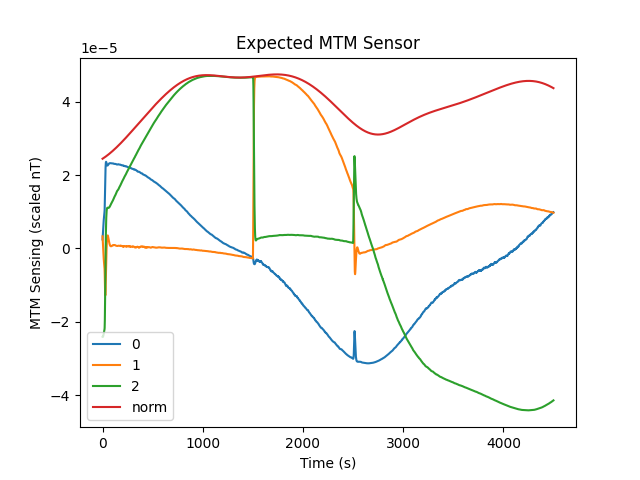 Expected MTM Sensor
1e−5
MTM Sensing (scaled nT)
4
2
0
−2
−4
0
1
2
norm
0
1000
2000
3000
4000
Time (s)